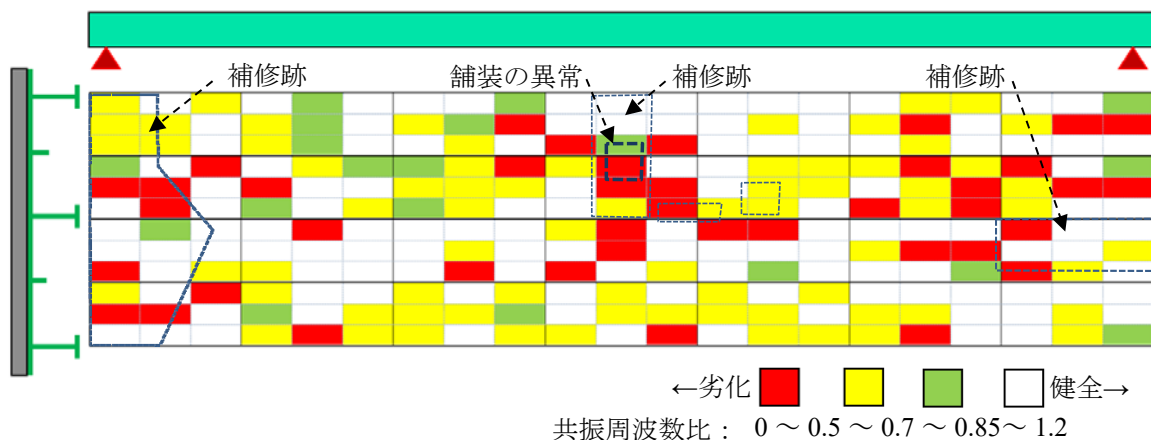 補修跡
舗装の異常
補修跡
補修跡
←劣化
健全→
共振周波数比: 0 ~ 0.5 ~ 0.7 ~ 0.85~ 1.2